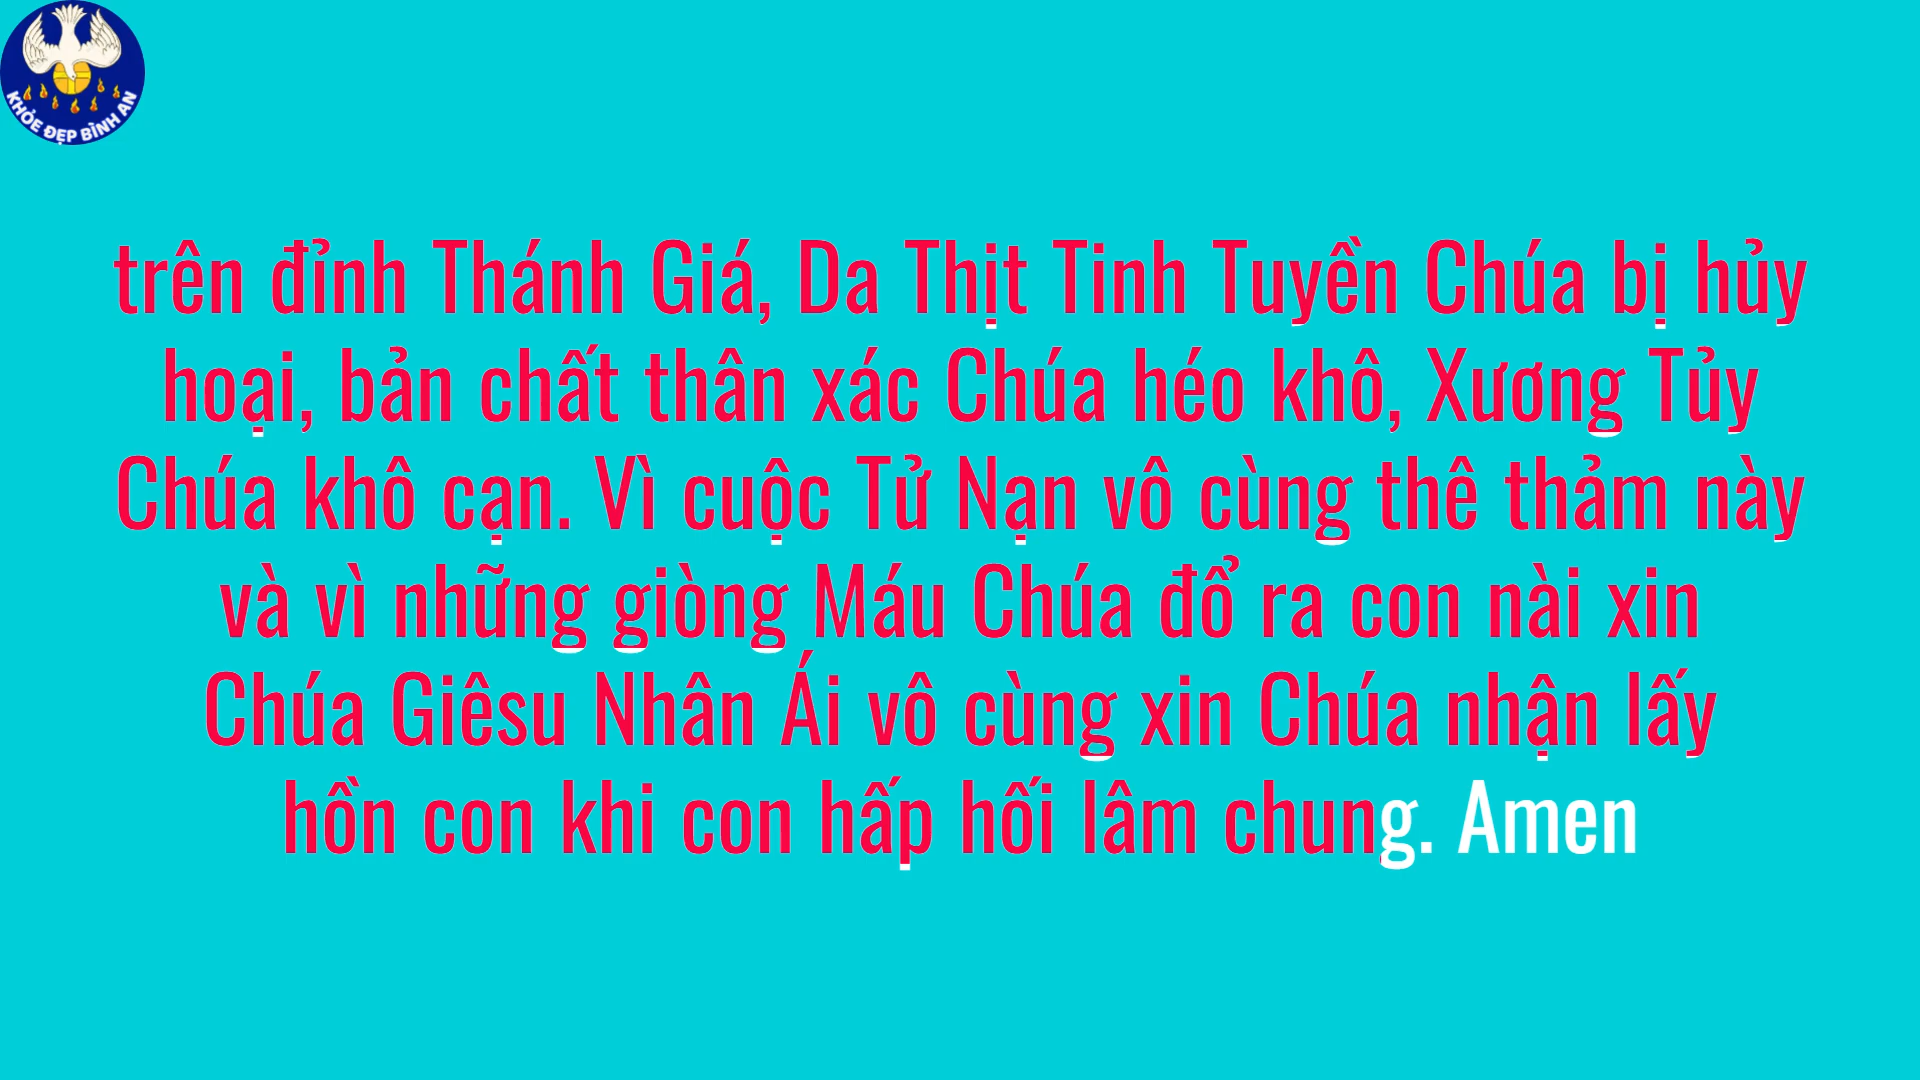 KHỎE ĐẸP BÌNH AN
trên đỉnh Thánh Giá, Da Thịt Tinh Tuyền Chúa bị hủy
hoại, bản chất thân xác Chúa héo khô, Xương Tủy
Chúa khô cạn. Vì cuộc Tử Nạn vô cùng thê thảm này
và vì những giòng Máu Chúa đổ ra con nài xin
Chúa Giêsu Nhân Ái vô cùng xin Chúa nhận lấy
hồn con khi con hấp hối lâm chung. Amen